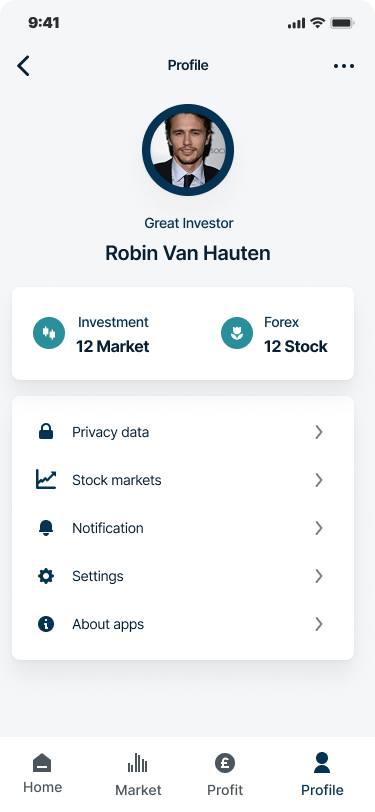 9:41
Profile
Great Investor
Robin Van Hauten
Investment
12 Market
Forex
12 Stock
Privacy data
Stock markets
Notification
Settings
About apps
Home
Market
£
Profit
Profile